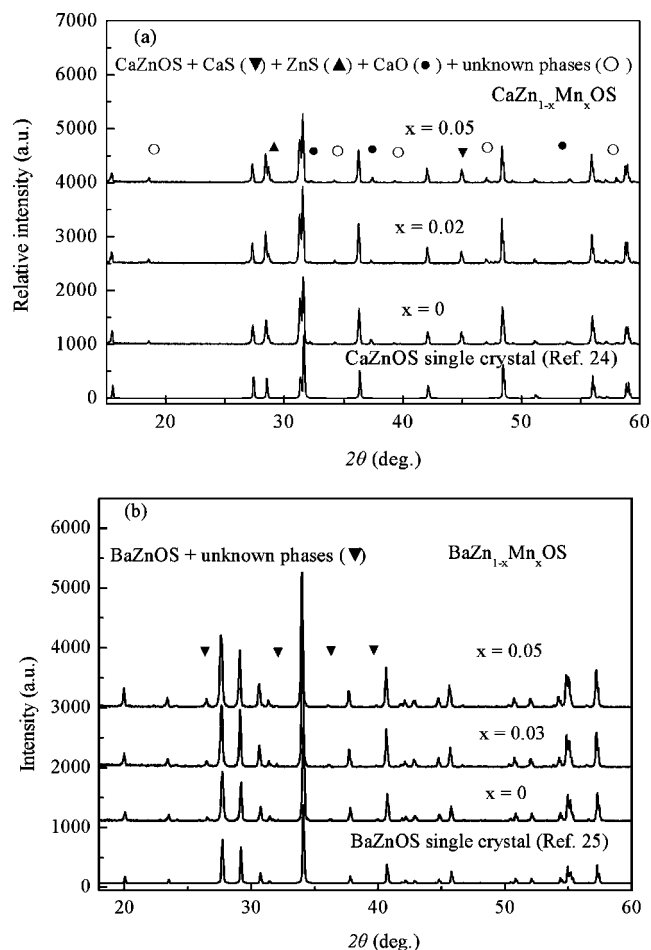 (a)
7000
CaZnOS + CaS (▼) + ZnS (▲) + CaO (●) + unknown phases (○ )
6000
CaZn1-xMnxOS
5000
x = 0.05
4000
x = 0.02
3000
2000
x = 0
1000
CaZnOS single crystal (Ref. 24)
0
Relative intensity (a.u.)
20 30 40 50 60
2θ (deg.)
(b)
6000
BaZnOS + unknown phases (▼)
BaZn1-xMnxOS
5000
4000
x = 0.05
3000
x = 0.03
2000
x = 0
1000
BaZnOS single crystal (Ref. 25)
0
Intensity (a.u.)
20 30 40 50 60
2θ (deg.)